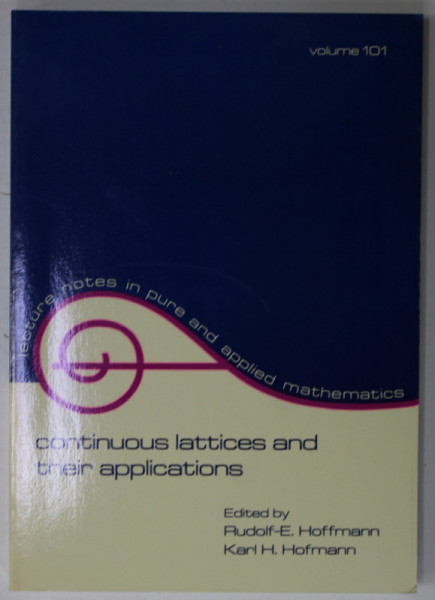 volume 101
lecture notes in pure and applied mathematics
continuous lattices and
their applications
Edited by
Rudolf-E. Hoffmann
Karl H. Hofmann